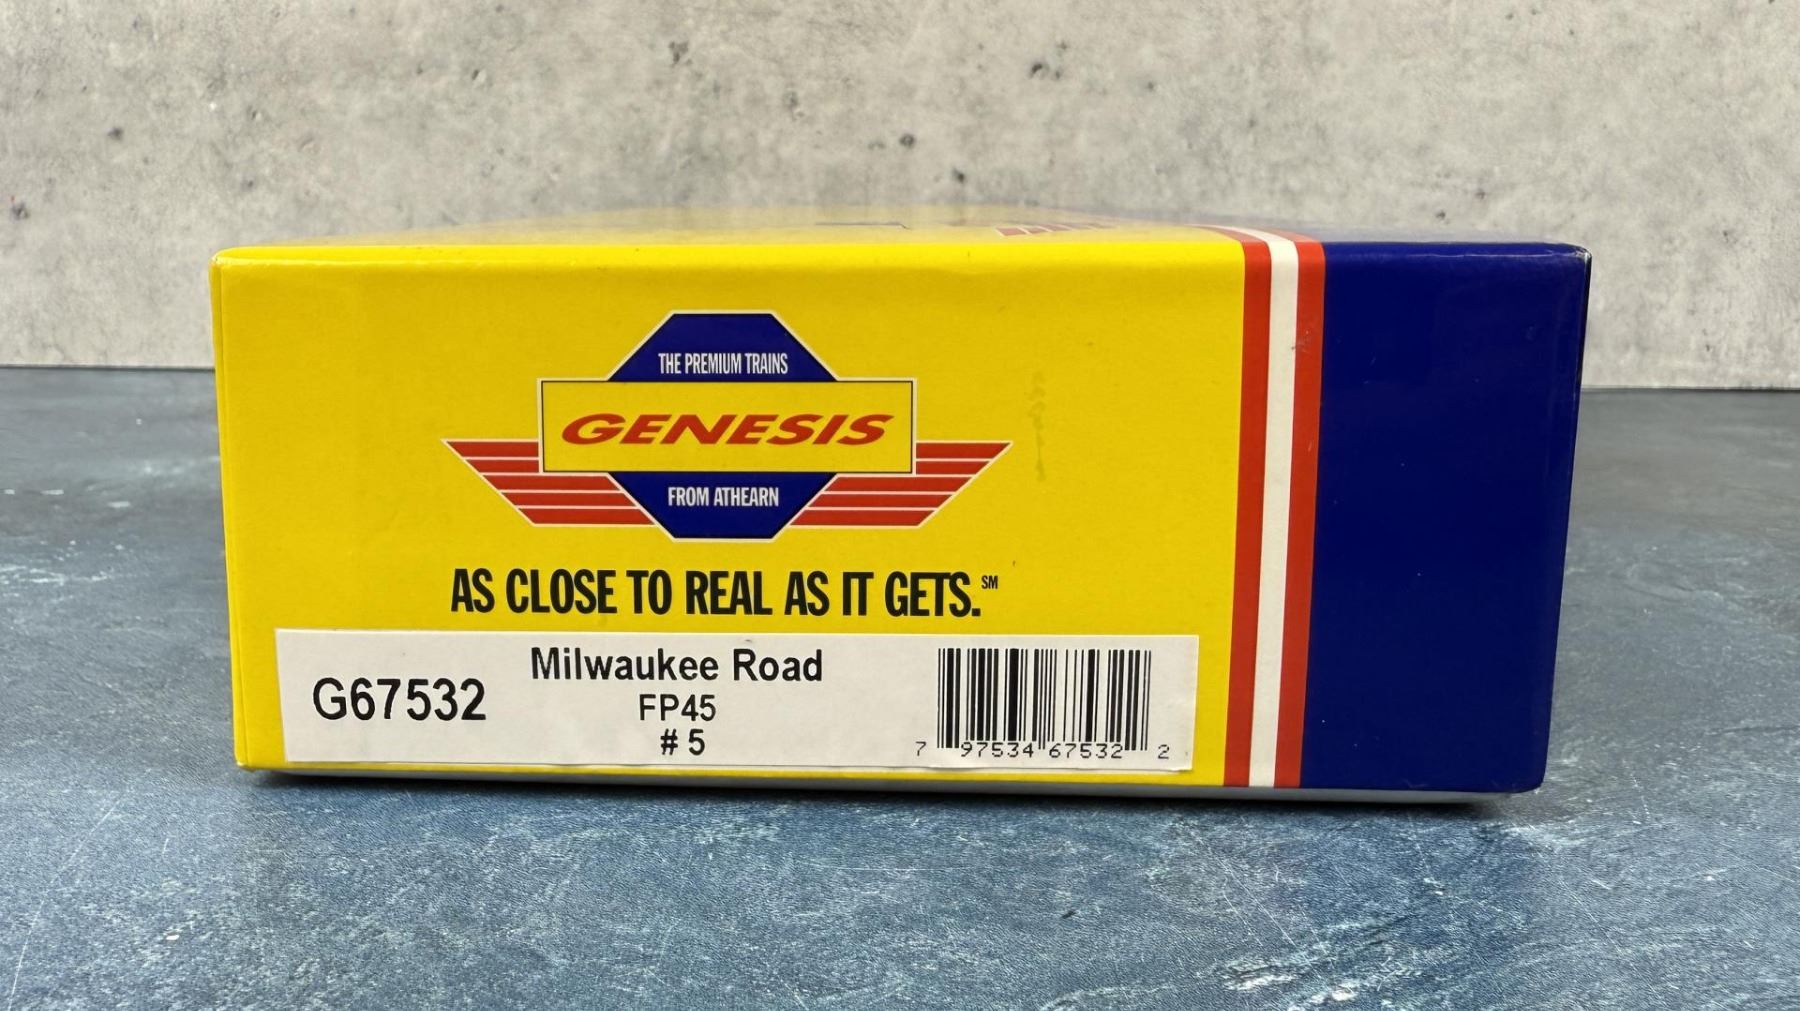 THE PREMIUM TRAINS
GENESIS
FROM ATHEARN
AS CLOSE TO REAL AS IT GETS.℠
G67532
Milwaukee Road
FP45
# 5
7 97534 67532 2